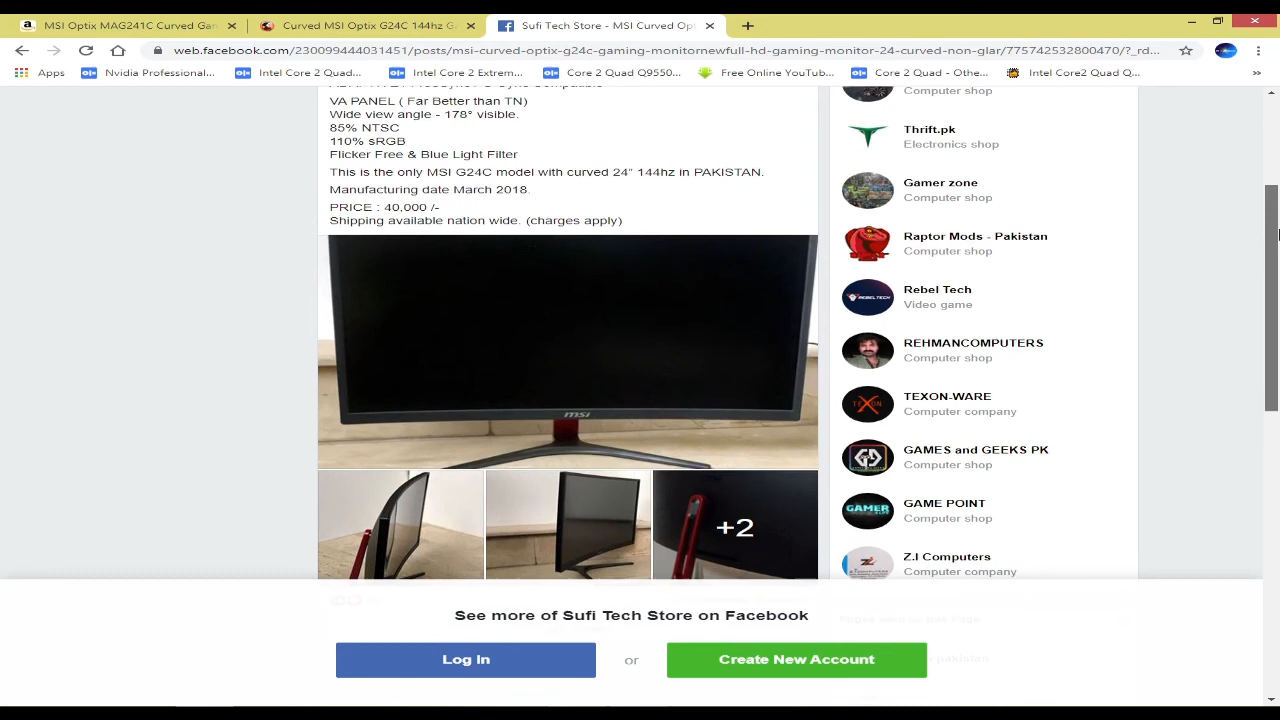 MSI Optix MAG241C Curved Gam
Curved MSI Optix G24C 144hz G
Sufi Tech Store - MSI Curved Opt
web.facebook.com/230099444031451/posts/msi-curved-optix-g24c-gaming-monitornewfull-hd-gaming-monitor-24-curved-non-glar/775742532800470/?_rd...
Apps
Nvidia Professional...
Intel Core 2 Quad...
Intel Core 2 Extrem...
Core 2 Quad Q9550...
Free Online YouTub...
Core 2 Quad - Othe...
Intel Core2 Quad Q...
VA PANEL ( Far Better than TN)
Wide view angle - 178° visible.
85% NTSC
110% sRGB
Flicker Free & Blue Light Filter
This is the only MSI G24C model with curved 24" 144hz in PAKISTAN.
Manufacturing date March 2018.
PRICE : 40,000 /-
Shipping available nation wide. (charges apply)
msi
+2
Computer shop
Thrift.pk
Electronics shop
Gamer zone
Computer shop
Raptor Mods - Pakistan
Computer shop
REBEL TECH
Rebel Tech
Video game
REHMANCOMPUTERS
Computer shop
TEXON
TEXON-WARE
Computer company
GAMES and GEEKS PK
Computer shop
GAMER
GAME POINT
Computer shop
Z.I Computers
Computer company
See more of Sufi Tech Store on Facebook
Log In
or
Create New Account